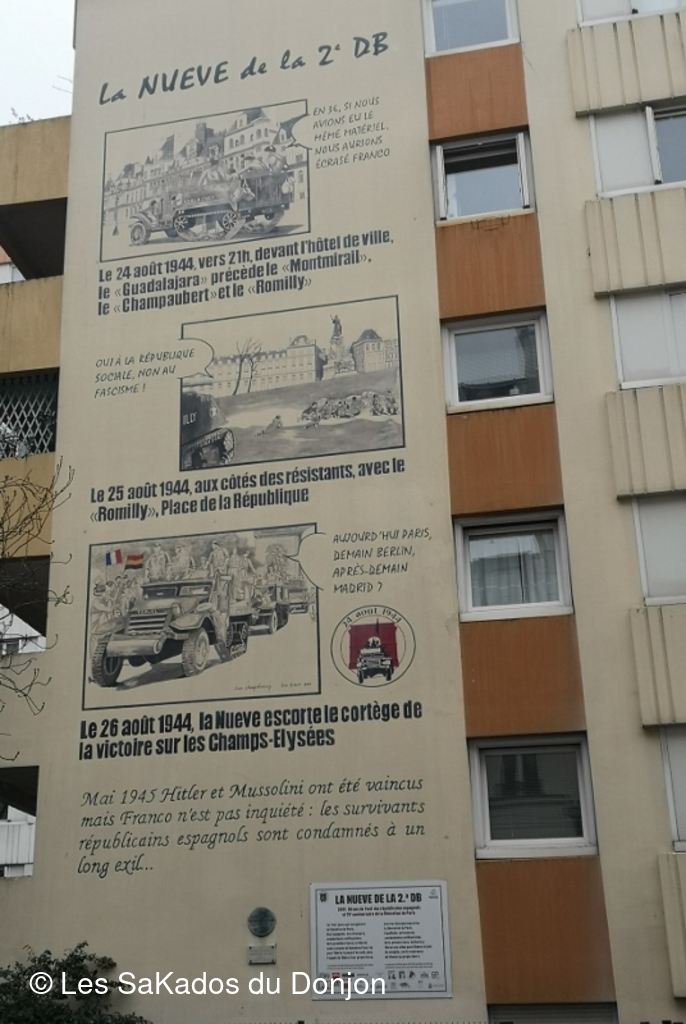 La NUEVE de la 2e DB
EN 36, SI NOUS
AVIONS EU LE
MÊME MATÉRIEL,
NOUS AURIONS
ÉCRASÉ FRANCO
Le 24 août 1944, vers 21h, devant l'hôtel de ville,
le «Guadalajara» précède le «Montmirail»,
le «Champaubert» et le «Romilly»
OUI À LA RÉPUBLIQUE
SOCIALE, NON AU
FASCISME !
Le 25 août 1944, aux côtés des résistants, avec le
«Romilly», Place de la République
AUJOURD'HUI PARIS,
DEMAIN BERLIN,
APRÈS-DEMAIN
MADRID ?
24 août 1944
Le 26 août 1944, la Nueve escorte le cortège de
la victoire sur les Champs-Elysées
Mai 1945 Hitler et Mussolini ont été vaincus
mais Franco n'est pas inquiété : les survivants
républicains espagnols sont condamnés à un
long exil...
LA NUEVE DE LA 2.e DB
© Les SaKados du Donjon